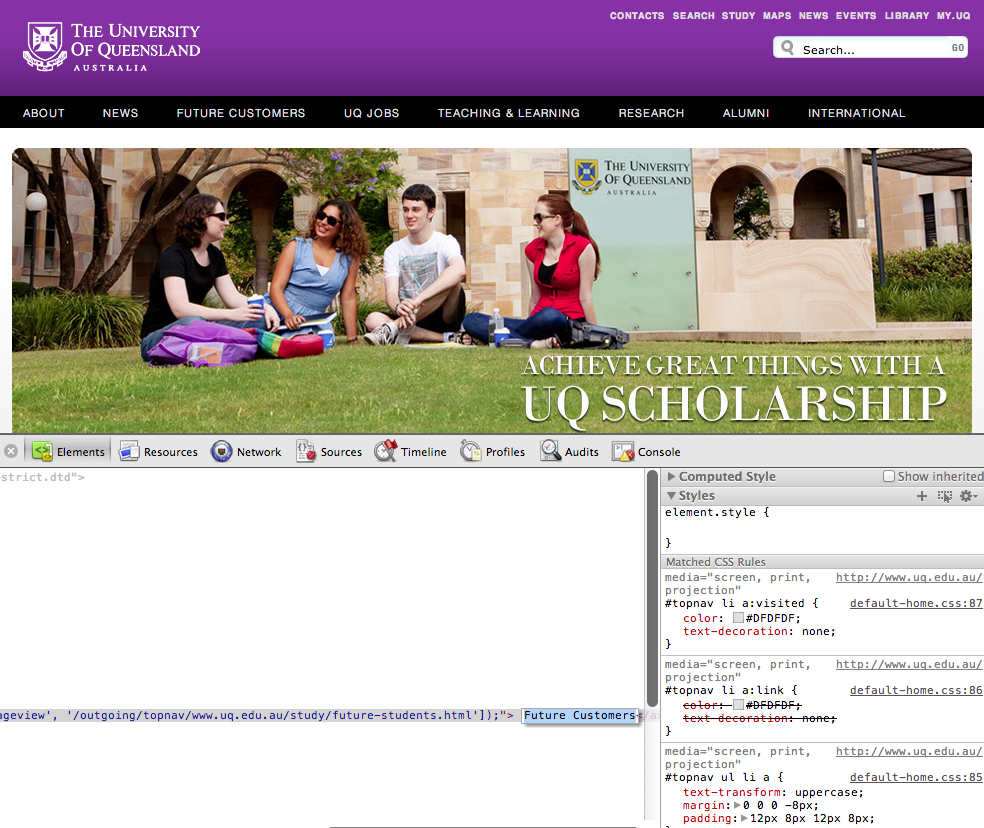 CONTACTS SEARCH STUDY MAPS NEWS EVENTS LIBRARY MY.UQ
THE UNIVERSITY
OF QUEENSLAND
AUSTRALIA
Search... GO
ABOUT NEWS FUTURE CUSTOMERS UQ JOBS TEACHING & LEARNING RESEARCH ALUMNI INTERNATIONAL
THE UNIVERSITY
OF QUEENSLAND
AUSTRALIA
ACHIEVE GREAT THINGS WITH A
UQ SCHOLARSHIP
Elements Resources Network Sources Timeline Profiles Audits Console
strict.dtd">
ageview', '/outgoing/topnav/www.uq.edu.au/study/future-students.html']);"> Future Customers</a
Computed Style Show inherited
Styles
element.style {
}
Matched CSS Rules
media="screen, print, http://www.uq.edu.au/
projection"
#topnav li a:visited { default-home.css:87
color: #DFDFDF;
text-decoration: none;
}
media="screen, print, http://www.uq.edu.au/
projection"
#topnav li a:link { default-home.css:86
color: #DFDFDF;
text-decoration: none;
}
media="screen, print, http://www.uq.edu.au/
projection"
#topnav ul li a { default-home.css:85
text-transform: uppercase;
margin: 0 0 0 -8px;
padding: 12px 8px 12px 8px;
}